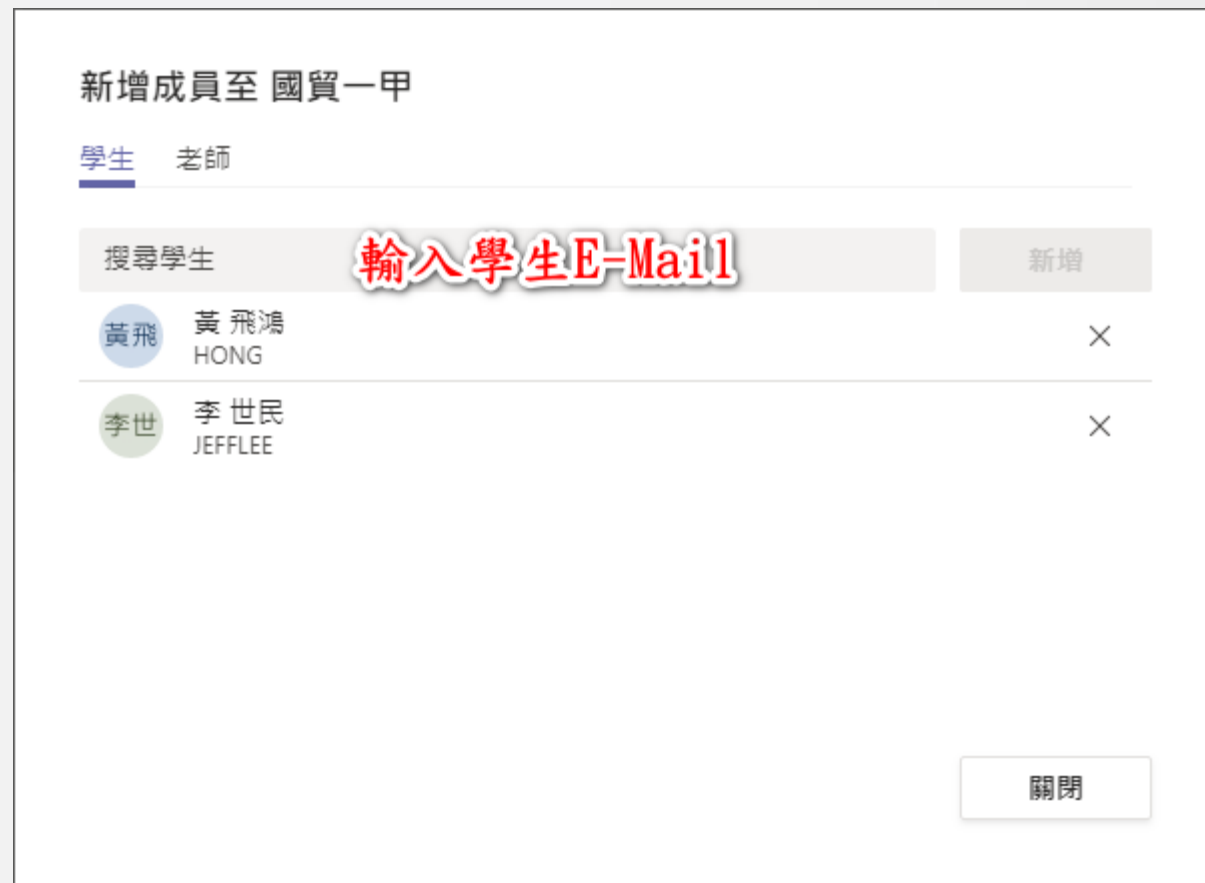 新增成員至 國貿一甲
學生 老師
搜尋學生 輸入學生E-Mail 新增
黃飛 黃 飛鴻
HONG
李世 李 世民
JEFFLEE
關閉